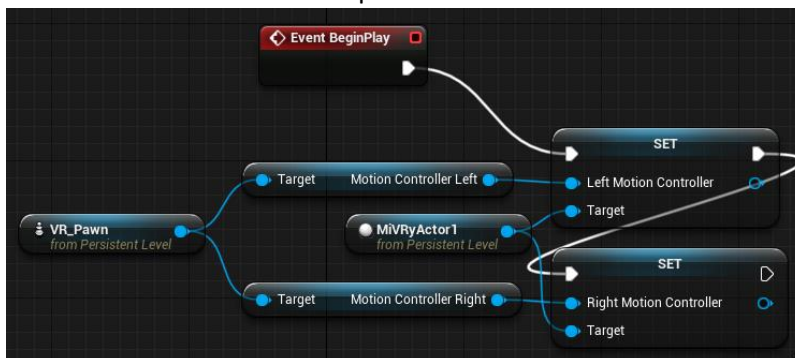 Event BeginPlay
SET
Target Motion Controller Left
Left Motion Controller
Target
VR_Pawn
from Persistent Level
MiVRyActor1
from Persistent Level
SET
Target Motion Controller Right
Right Motion Controller
Target